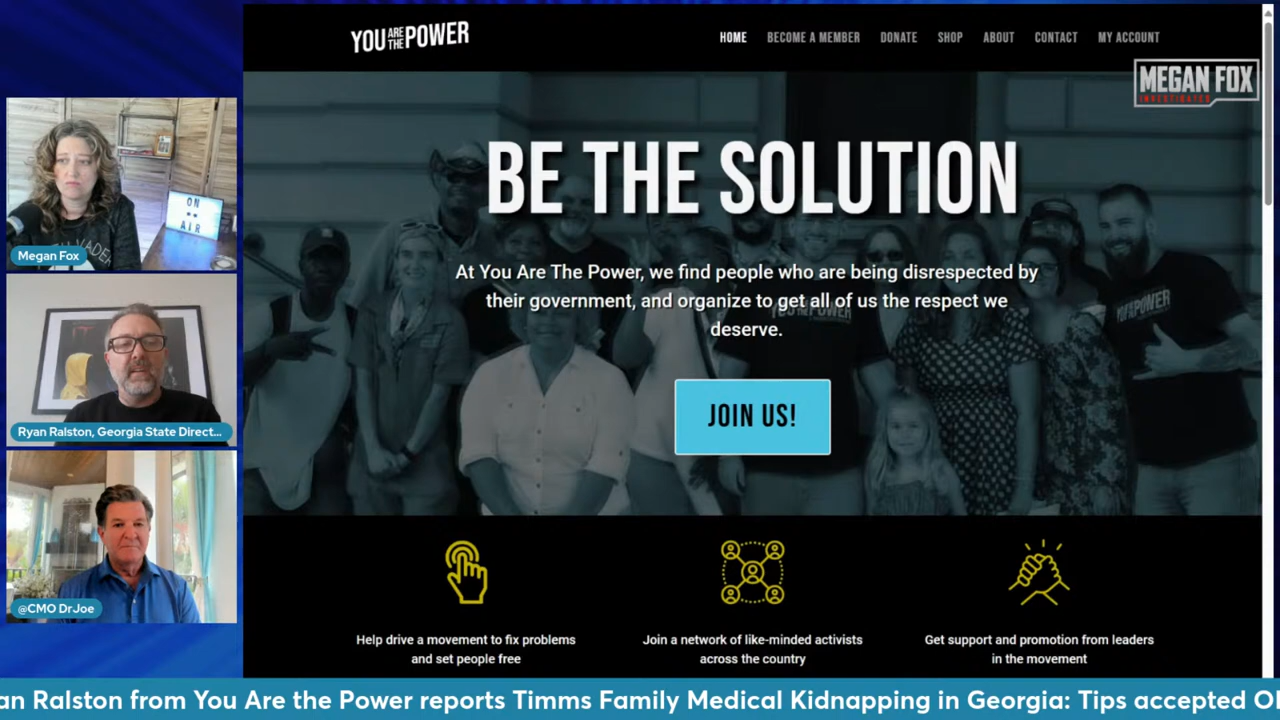 YOU ARE THE POWER
HOME BECOME A MEMBER DONATE SHOP ABOUT CONTACT MY ACCOUNT
MEGAN FOX
INVESTIGATES
BE THE SOLUTION
At You Are The Power, we find people who are being disrespected by
their government, and organize to get all of us the respect we
deserve.
JOIN US!
ON
AIR
Megan Fox
Ryan Ralston, Georgia State Direct...
@CMO DrJoe
Help drive a movement to fix problems
and set people free
Join a network of like-minded activists
across the country
Get support and promotion from leaders
in the movement
an Ralston from You Are the Power reports Timms Family Medical Kidnapping in Georgia: Tips accepted